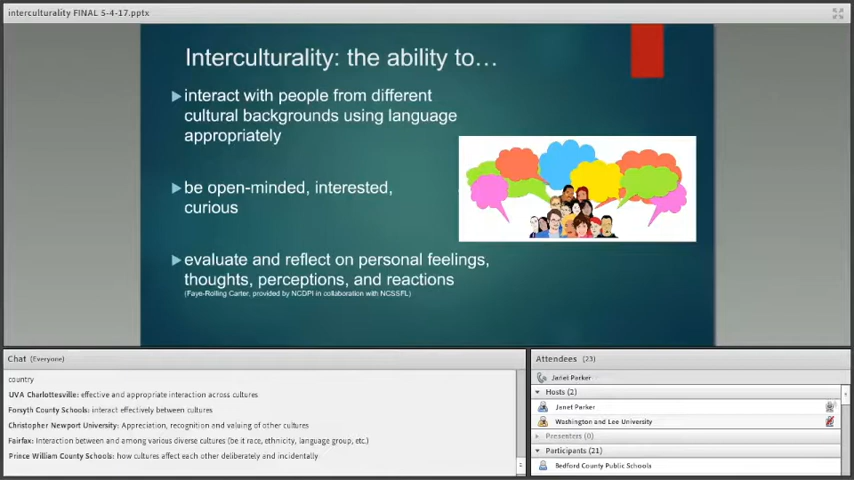 interculturality FINAL 5-4-17.pptx
Interculturality: the ability to…
interact with people from different
cultural backgrounds using language
appropriately
be open-minded, interested,
curious
evaluate and reflect on personal feelings,
thoughts, perceptions, and reactions
(Faye-Rolling Carter, provided by NCDPI in collaboration with NCSSFL)
Chat (Everyone)
country
UVA Charlottesville: effective and appropriate interaction across cultures
Forsyth County Schools: interact effectively between cultures
Christopher Newport University: Appreciation, recognition and valuing of other cultures
Fairfax: Interaction between and among various diverse cultures (be it race, ethnicity, language group, etc.)
Prince William County Schools: how cultures affect each other deliberately and incidentally
Attendees (23)
Janet Parker
Hosts (2)
Janet Parker
Washington and Lee University
Presenters (0)
Participants (21)
Bedford County Public Schools